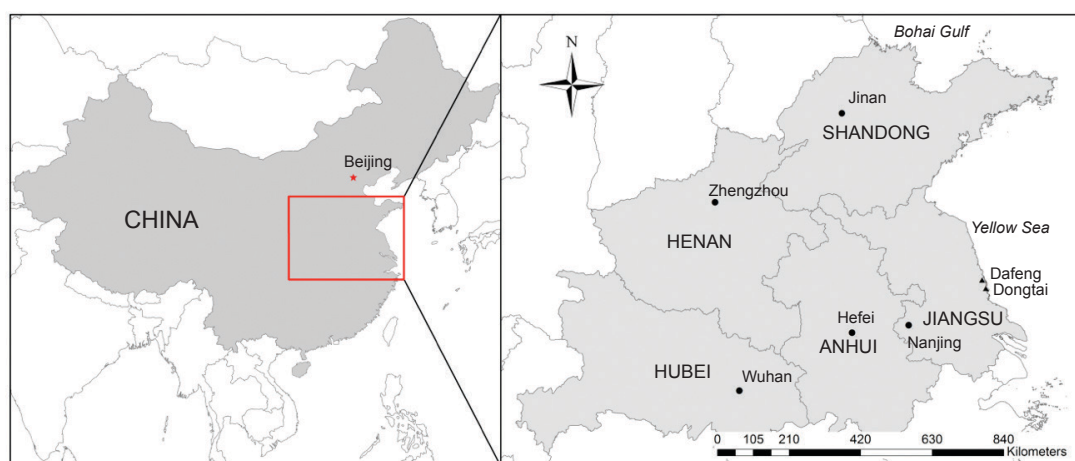 Beijing
CHINA
N
Bohai Gulf
Jinan
SHANDONG
Zhengzhou
HENAN
Yellow Sea
Dafeng
Dongtai
Hefei
JIANGSU
ANHUI
Nanjing
HUBEI
Wuhan
0 105 210 420 630 840
Kilometers